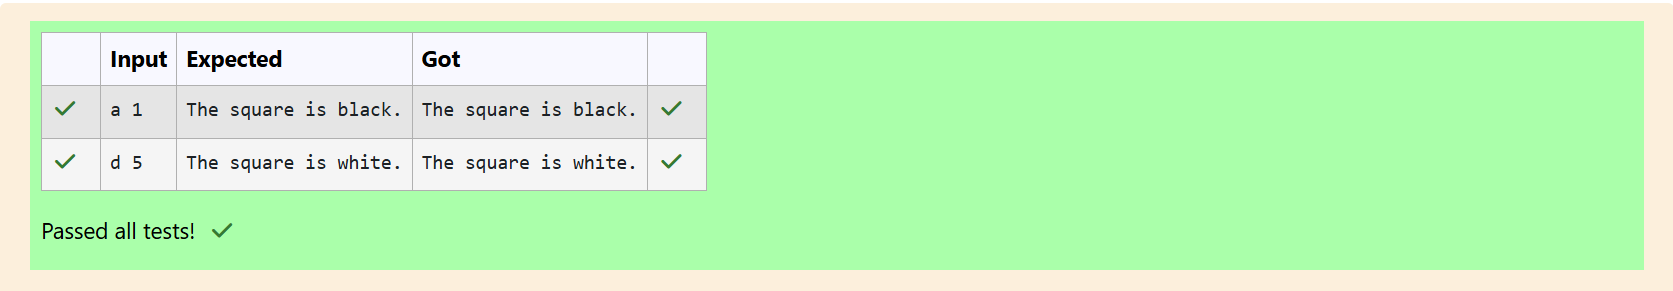 Input Expected Got
a 1 The square is black. The square is black.
d 5 The square is white. The square is white.
Passed all tests!